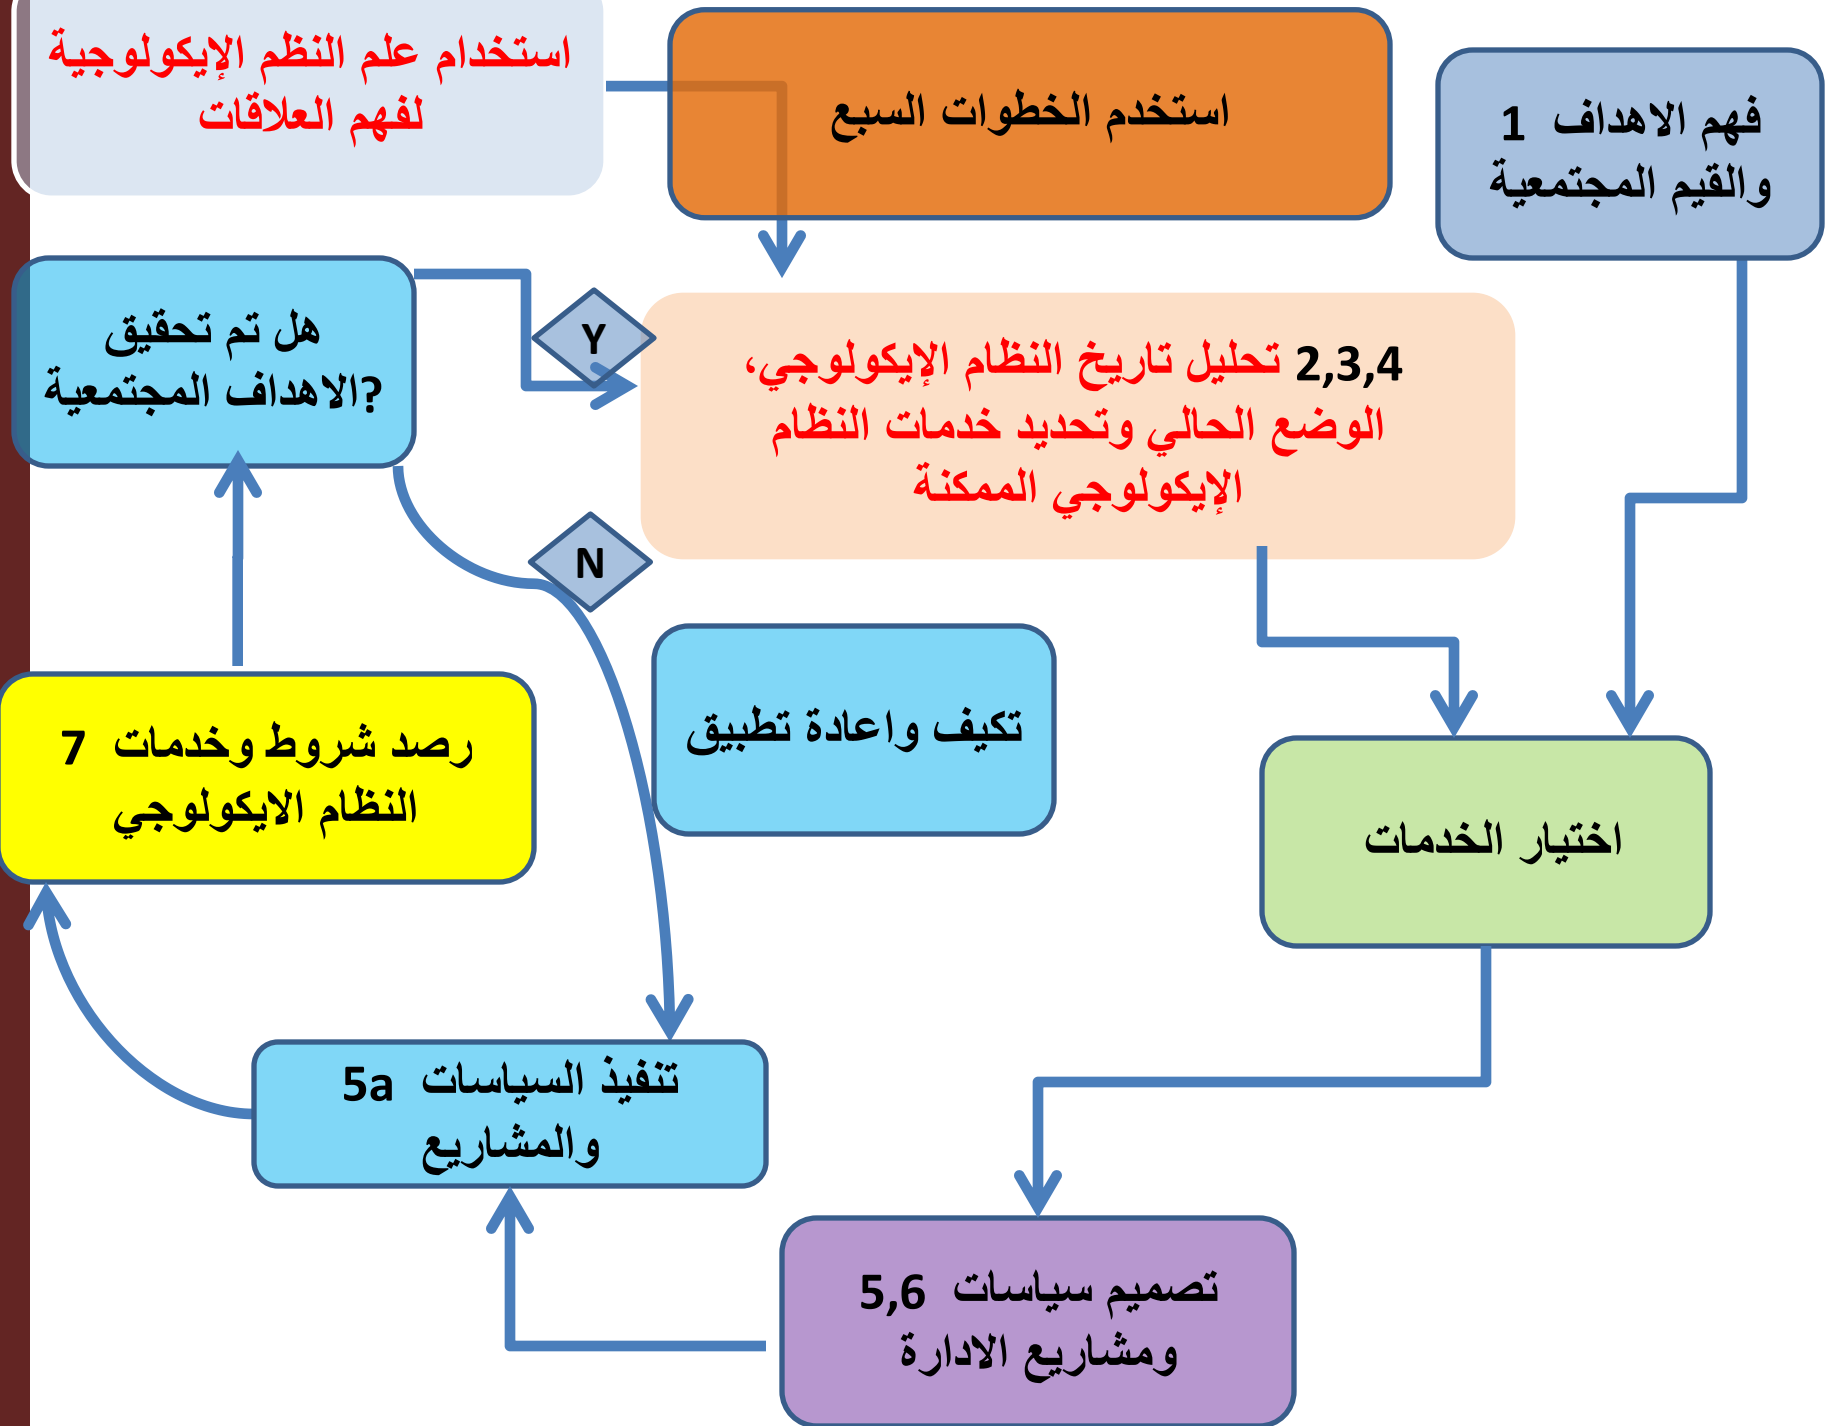 استخدام علم النظم الإيكولوجية
لفهم العلاقات
استخدم الخطوات السبع
فهم الاهداف 1
والقيم المجتمعية
هل تم تحقيق
الاهداف المجتمعية?
Y
2,3,4 تحليل تاريخ النظام الإيكولوجي،
الوضع الحالي وتحديد خدمات النظام
الإيكولوجي الممكنة
N
تكيف واعادة تطبيق
رصد شروط وخدمات 7
النظام الايكولوجي
اختيار الخدمات
تنفيذ السياسات 5a
والمشاريع
تصميم سياسات 5,6
ومشاريع الادارة